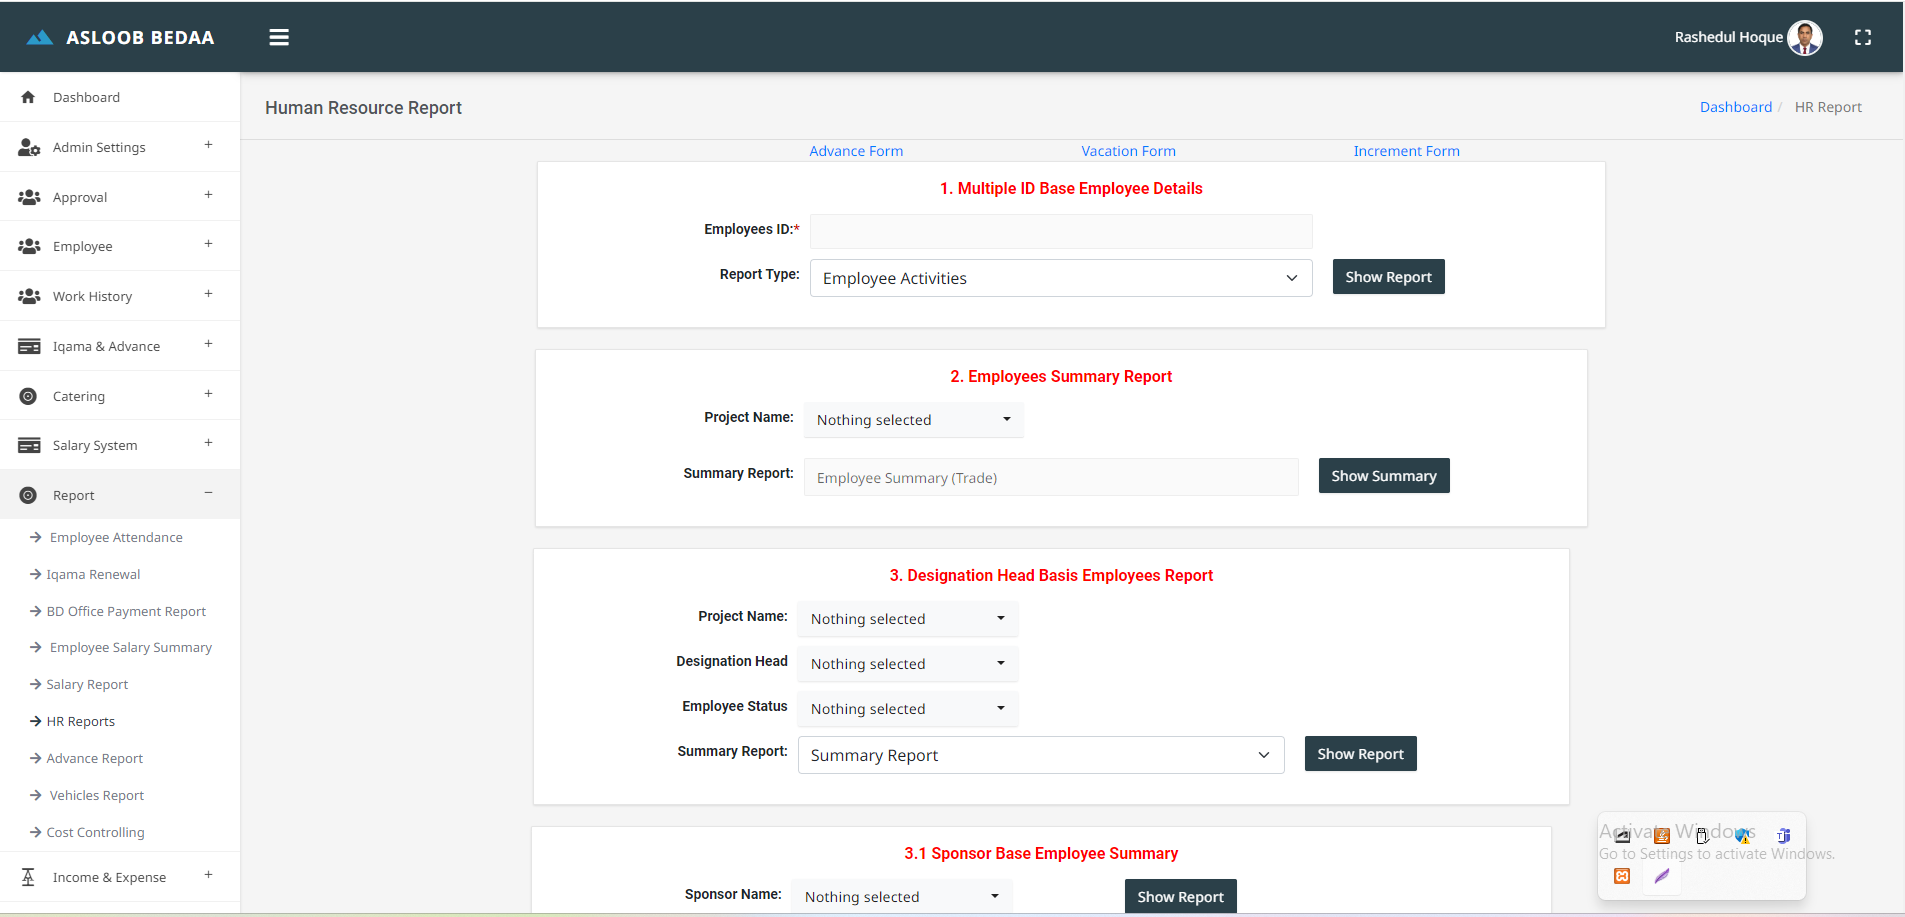 ASLOOB BEDAA
Rashedul Hoque
Dashboard
Admin Settings +
Approval +
Employee +
Work History +
Iqama & Advance +
Catering +
Salary System +
Report −
Employee Attendance
Iqama Renewal
BD Office Payment Report
Employee Salary Summary
Salary Report
HR Reports
Advance Report
Vehicles Report
Cost Controlling
Income & Expense +
Human Resource Report
Dashboard / HR Report
Advance Form Vacation Form Increment Form
1. Multiple ID Base Employee Details
Employees ID:*
Report Type: Employee Activities Show Report
2. Employees Summary Report
Project Name: Nothing selected
Summary Report: Employee Summary (Trade) Show Summary
3. Designation Head Basis Employees Report
Project Name: Nothing selected
Designation Head Nothing selected
Employee Status Nothing selected
Summary Report: Summary Report Show Report
3.1 Sponsor Base Employee Summary
Sponsor Name: Nothing selected Show Report
Activate Windows
Go to Settings to activate Windows.